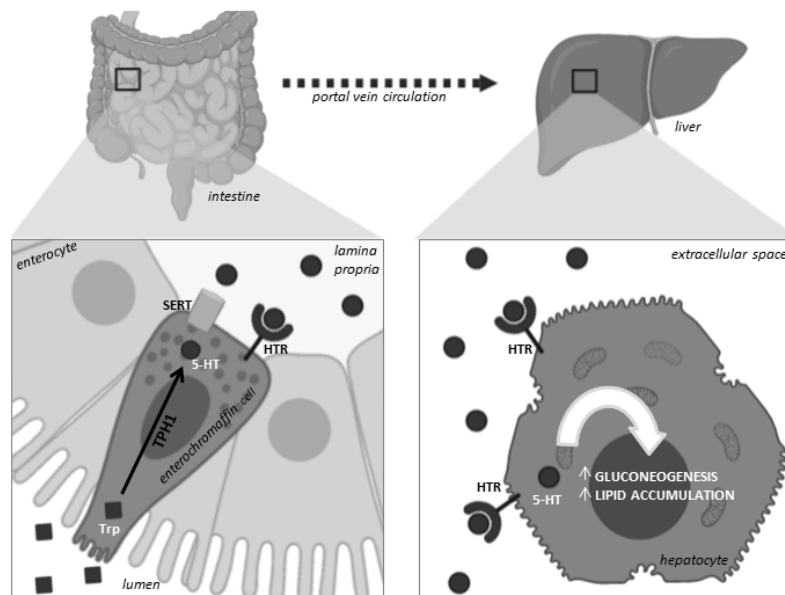 portal vein circulation
intestine
liver
enterocyte
lamina
propria
SERT
HTR
5-HT
TPH1
enterochromaffin cell
Trp
lumen
extracellular space
HTR
HTR
5-HT
↑ GLUCONEOGENESIS
↑ LIPID ACCUMULATION
hepatocyte